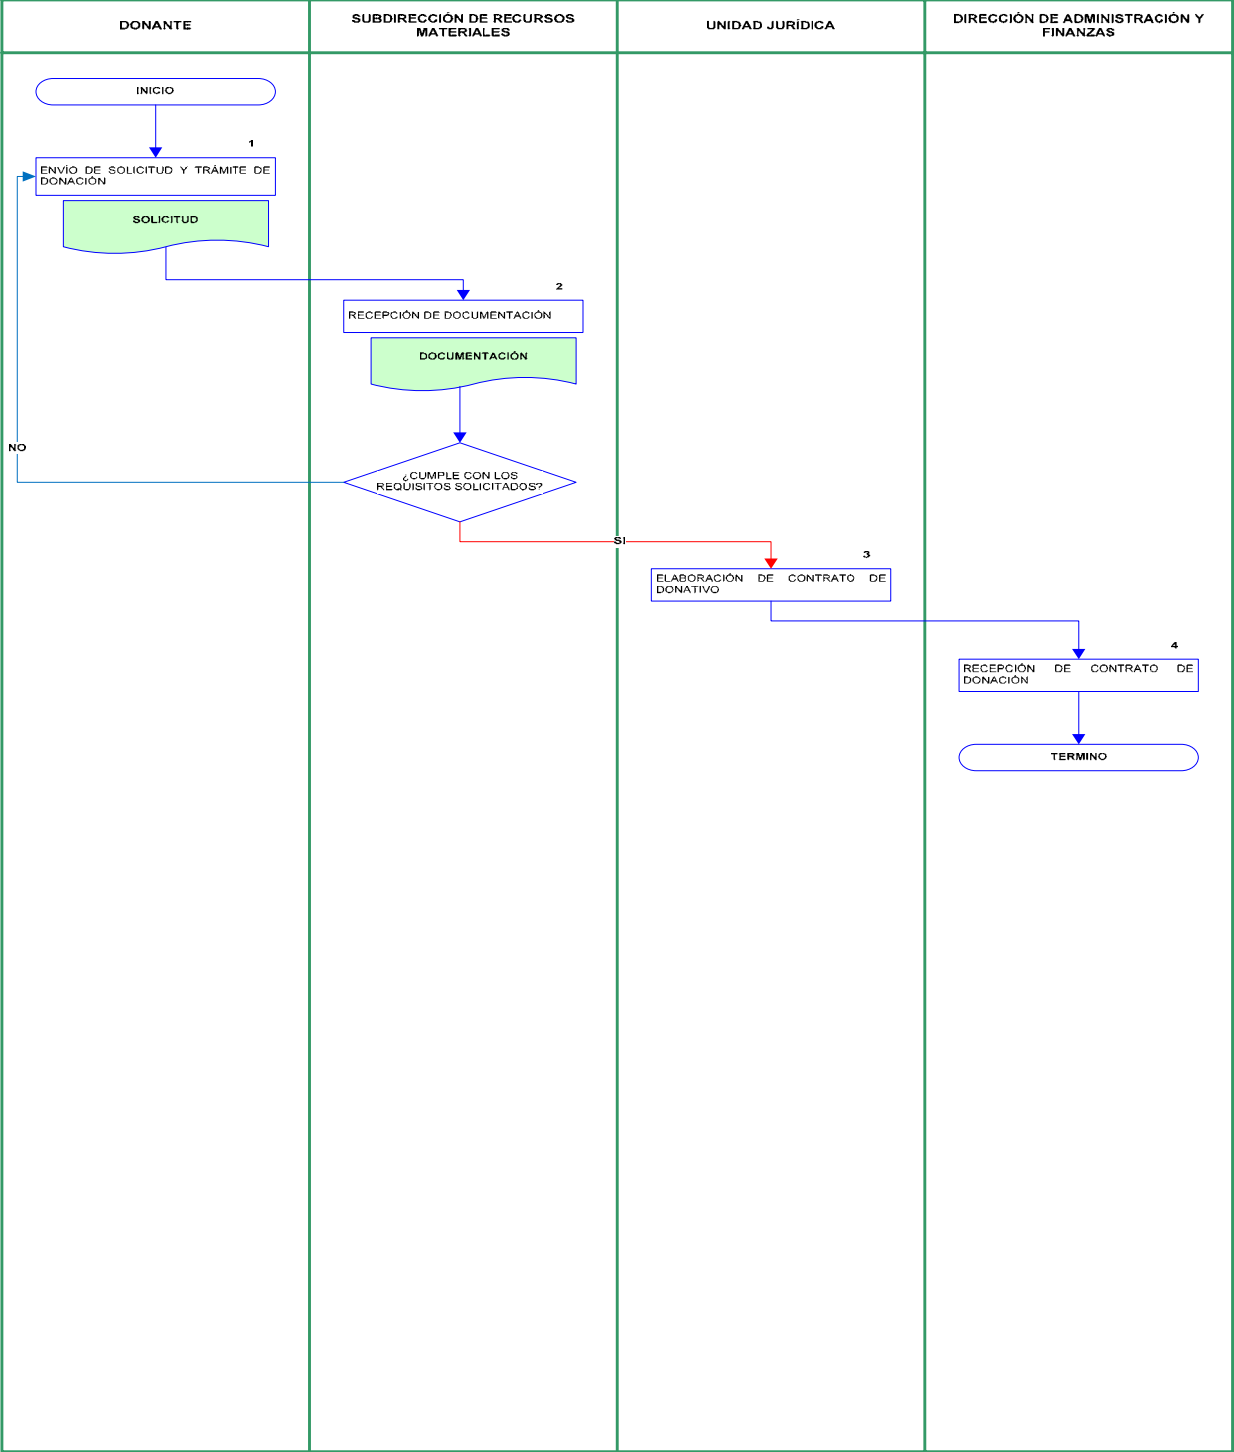 DONANTE
SUBDIRECCIÓN DE RECURSOS
MATERIALES
UNIDAD JURÍDICA
DIRECCIÓN DE ADMINISTRACIÓN Y
FINANZAS
INICIO
1
ENVÍO DE SOLICITUD Y TRÁMITE DE
DONACIÓN
SOLICITUD
2
RECEPCIÓN DE DOCUMENTACIÓN
DOCUMENTACIÓN
NO
¿CUMPLE CON LOS
REQUISITOS SOLICITADOS?
SI
3
ELABORACIÓN DE CONTRATO DE
DONATIVO
4
RECEPCIÓN DE CONTRATO DE
DONACIÓN
TERMINO